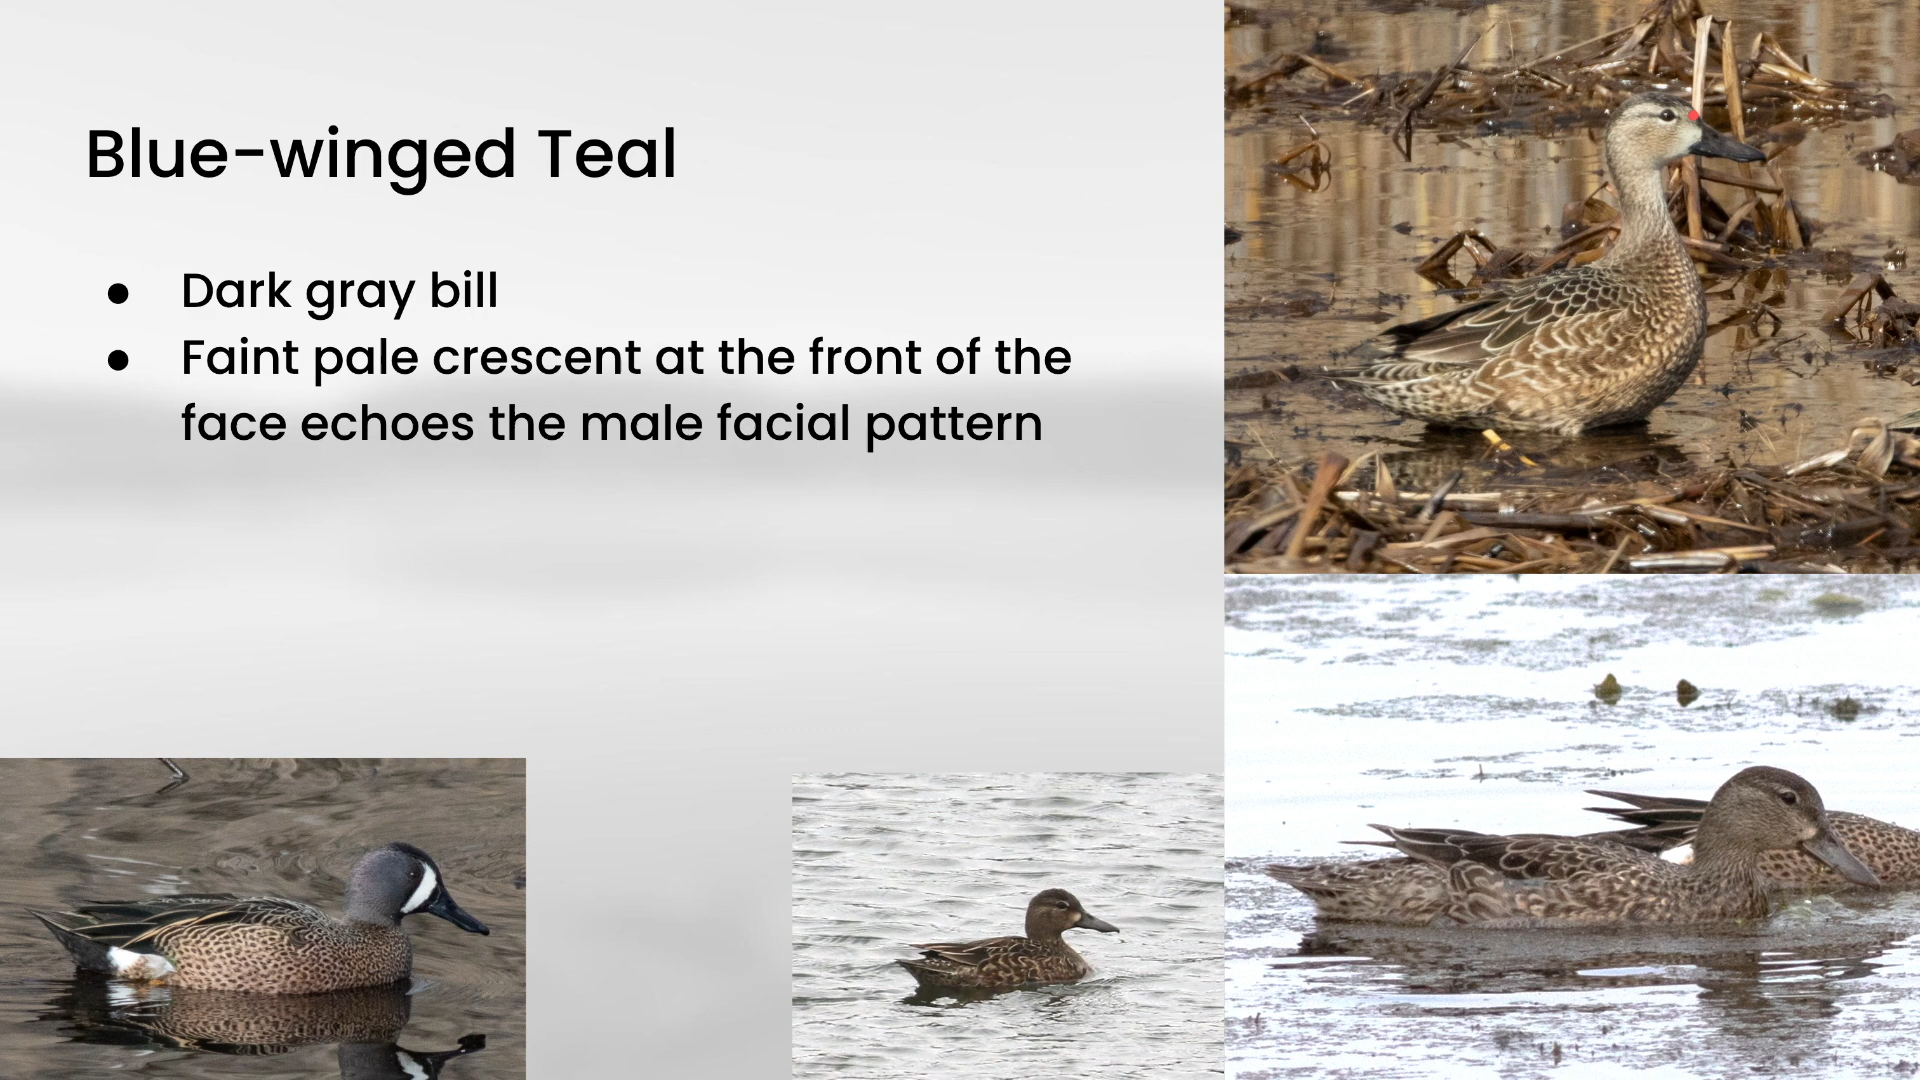 Blue-winged Teal
● Dark gray bill
● Faint pale crescent at the front of the
face echoes the male facial pattern